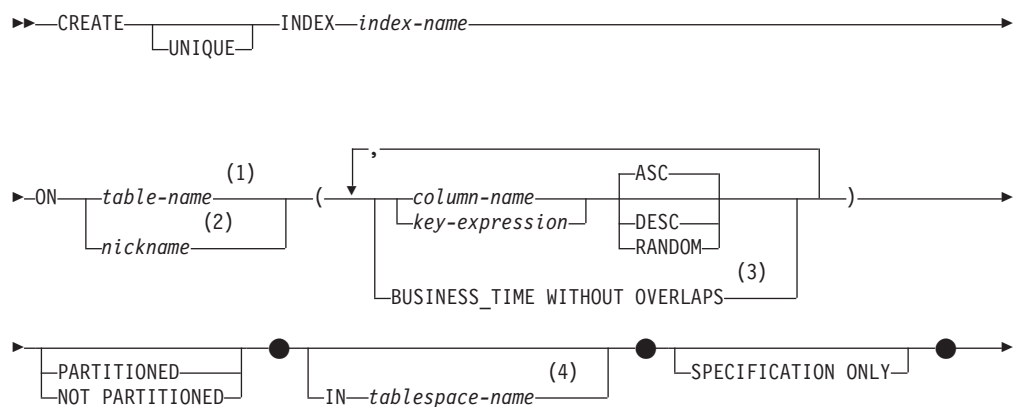 CREATE UNIQUE INDEX index-name
ON table-name (1) nickname (2) ( , column-name key-expression ASC DESC RANDOM BUSINESS_TIME WITHOUT OVERLAPS (3) )
PARTITIONED NOT PARTITIONED IN tablespace-name (4) SPECIFICATION ONLY